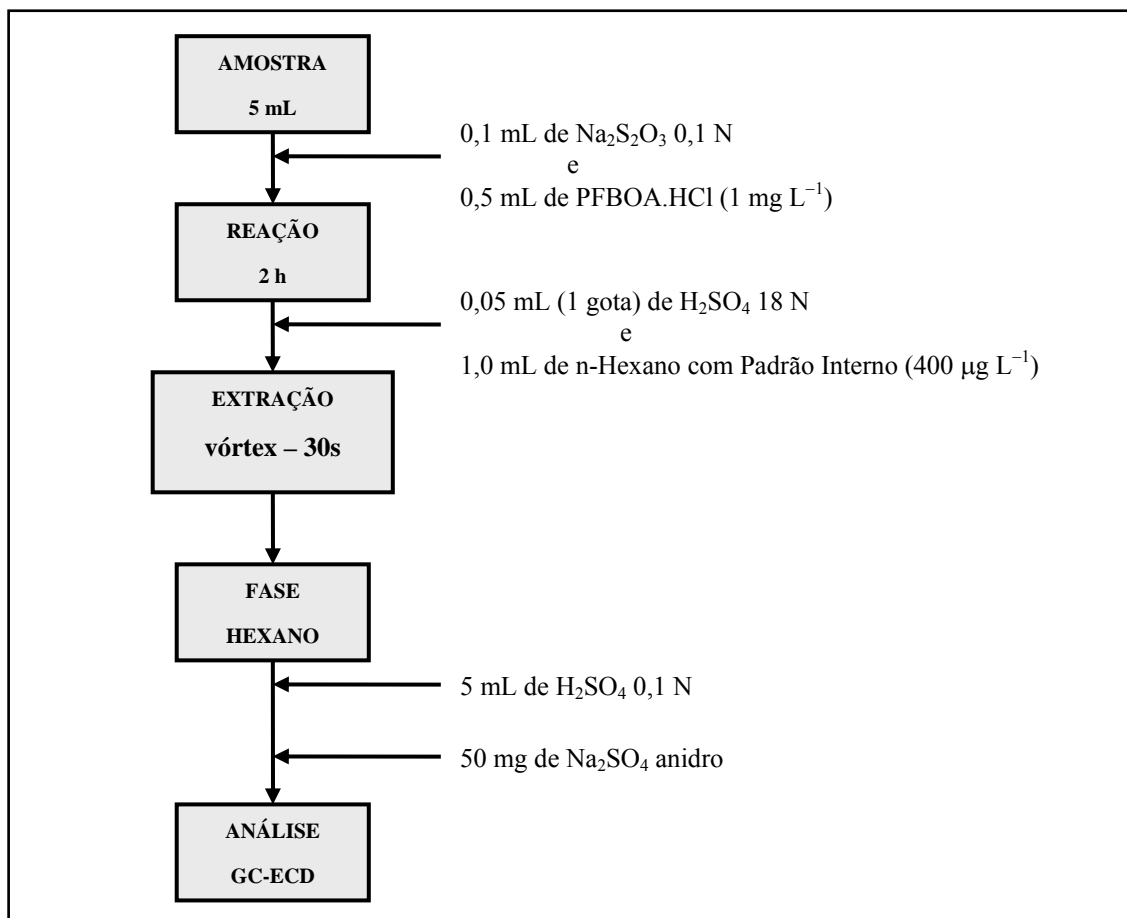 AMOSTRA
5 mL
0,1 mL de Na₂S₂O₃ 0,1 N
e
0,5 mL de PFBOA.HCl (1 mg L⁻¹)
REAÇÃO
2 h
0,05 mL (1 gota) de H₂SO₄ 18 N
e
1,0 mL de n-Hexano com Padrão Interno (400 μg L⁻¹)
EXTRAÇÃO
vórtex – 30s
FASE
HEXANO
5 mL de H₂SO₄ 0,1 N
50 mg de Na₂SO₄ anidro
ANÁLISE
GC-ECD